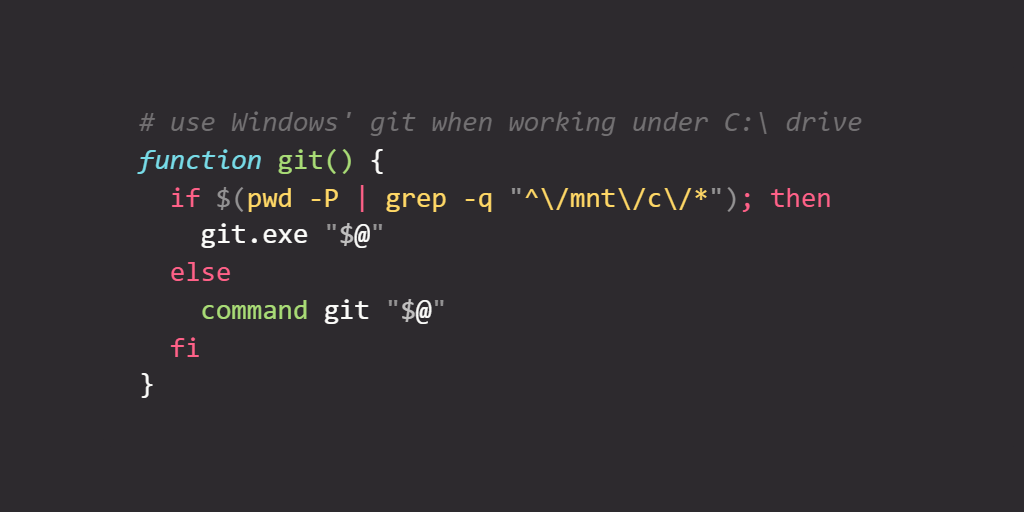 # use Windows' git when working under C:\ drive
function git() {
  if $(pwd -P | grep -q "^\/mnt\/c\/*"); then
    git.exe "$@"
  else
    command git "$@"
  fi
}